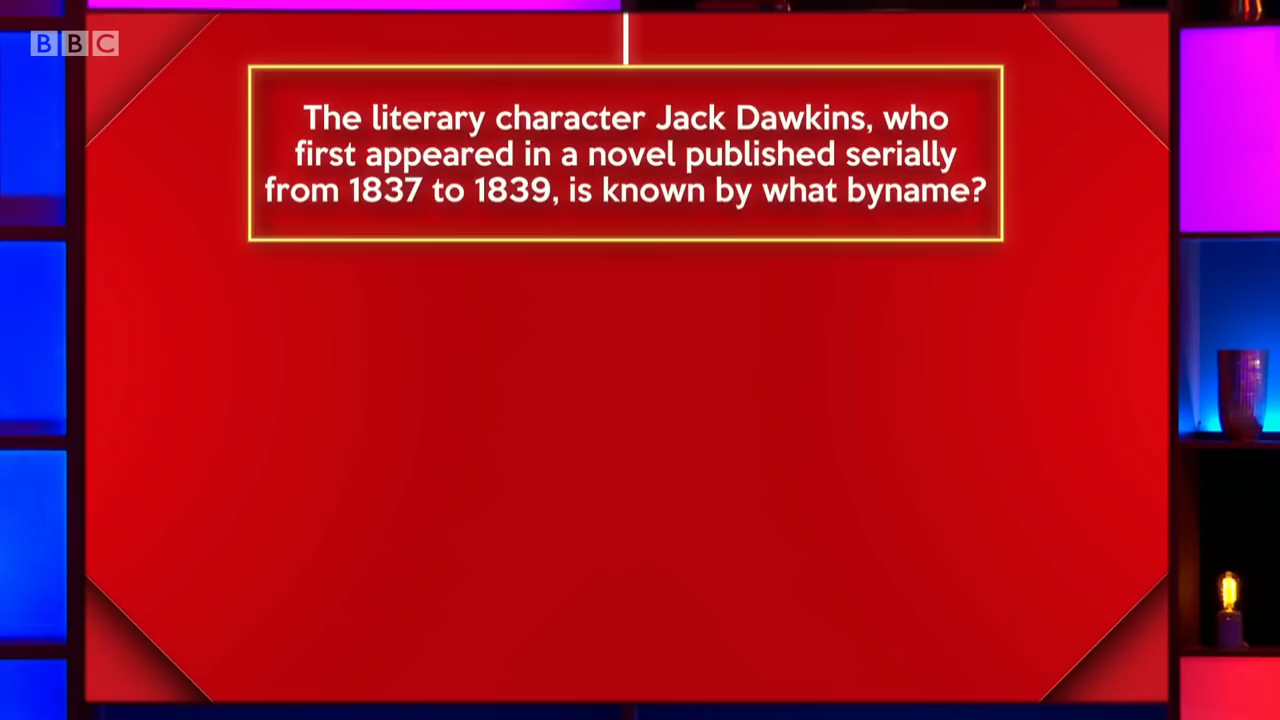 BBC
The literary character Jack Dawkins, who
first appeared in a novel published serially
from 1837 to 1839, is known by what byname?